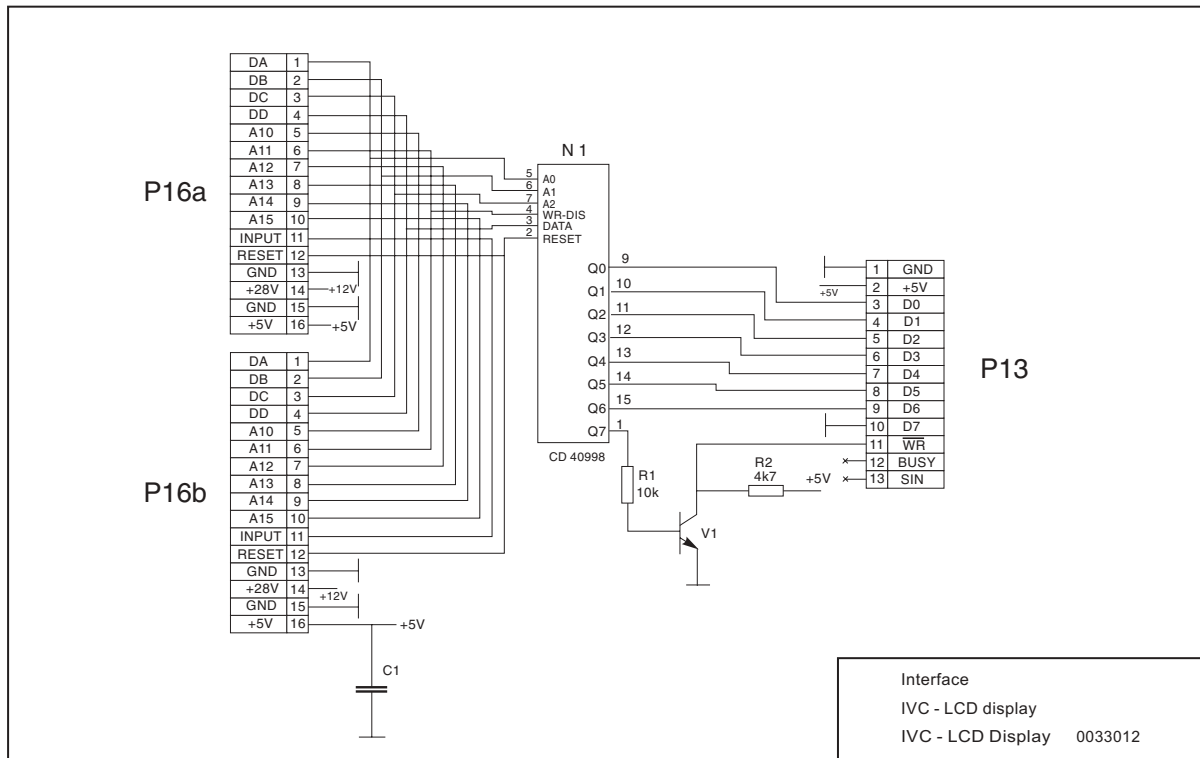 P16a
DA 1
DB 2
DC 3
DD 4
A10 5
A11 6
A12 7
A13 8
A14 9
A15 10
INPUT 11
RESET 12
GND 13
+28V 14 +12V
GND 15
+5V 16 +5V
P16b
DA 1
DB 2
DC 3
DD 4
A10 5
A11 6
A12 7
A13 8
A14 9
A15 10
INPUT 11
RESET 12
GND 13
+28V 14 +12V
GND 15
+5V 16 +5V
C1
N 1
5 A0
6 A1
7 A2
4 WR-DIS
3 DATA
2 RESET
Q0 9
Q1 10
Q2 11
Q3 12
Q4 13
Q5 14
Q6 15
Q7 1
CD 40998
R1
10k
R2
4k7
+5V
V1
P13
1 GND
+5V 2 +5V
3 D0
4 D1
5 D2
6 D3
7 D4
8 D5
9 D6
10 D7
11 WR
12 BUSY
13 SIN
Interface
IVC - LCD display
IVC - LCD Display 0033012